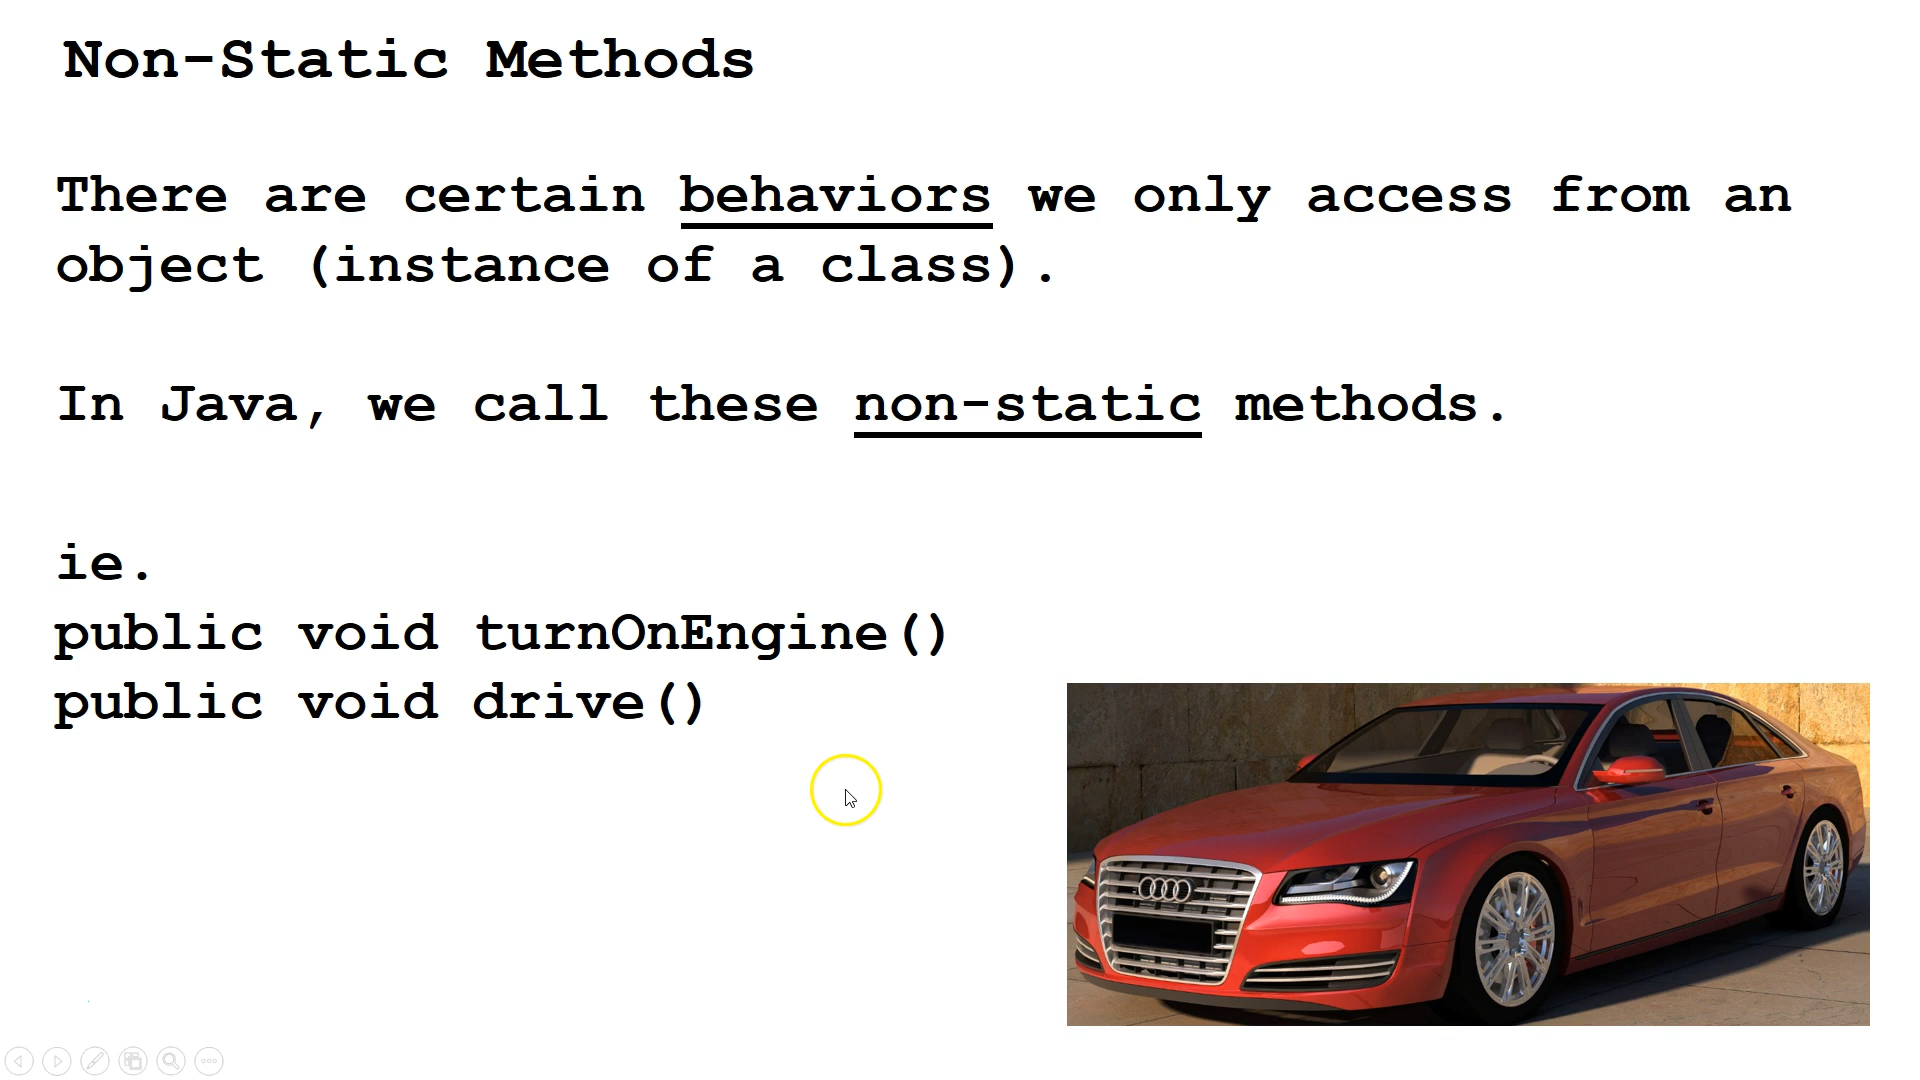 Non-Static Methods
There are certain behaviors we only access from an
object (instance of a class).
In Java, we call these non-static methods.
ie.
public void turnOnEngine()
public void drive()